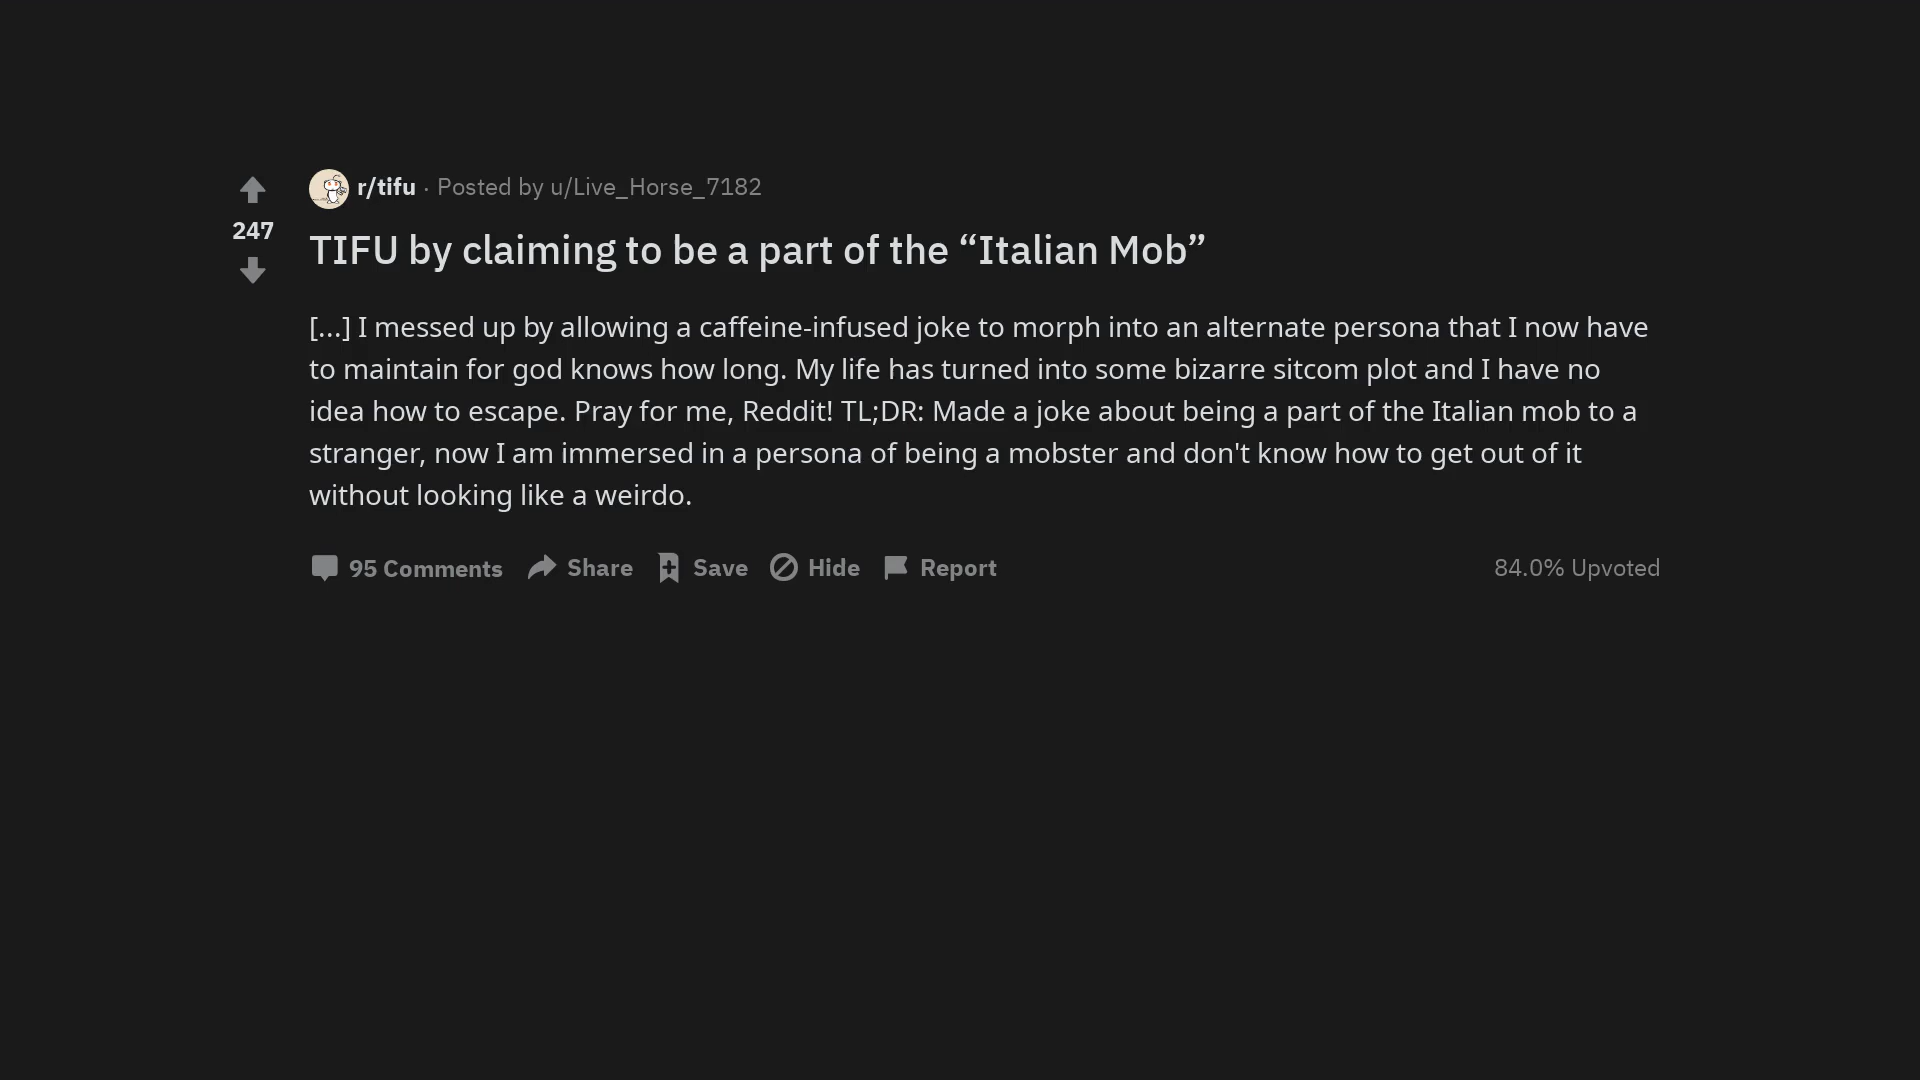 r/tifu · Posted by u/Live_Horse_7182
247
TIFU by claiming to be a part of the “Italian Mob”
[...] I messed up by allowing a caffeine-infused joke to morph into an alternate persona that I now have
to maintain for god knows how long. My life has turned into some bizarre sitcom plot and I have no
idea how to escape. Pray for me, Reddit! TL;DR: Made a joke about being a part of the Italian mob to a
stranger, now I am immersed in a persona of being a mobster and don't know how to get out of it
without looking like a weirdo.
95 Comments Share Save Hide Report 84.0% Upvoted